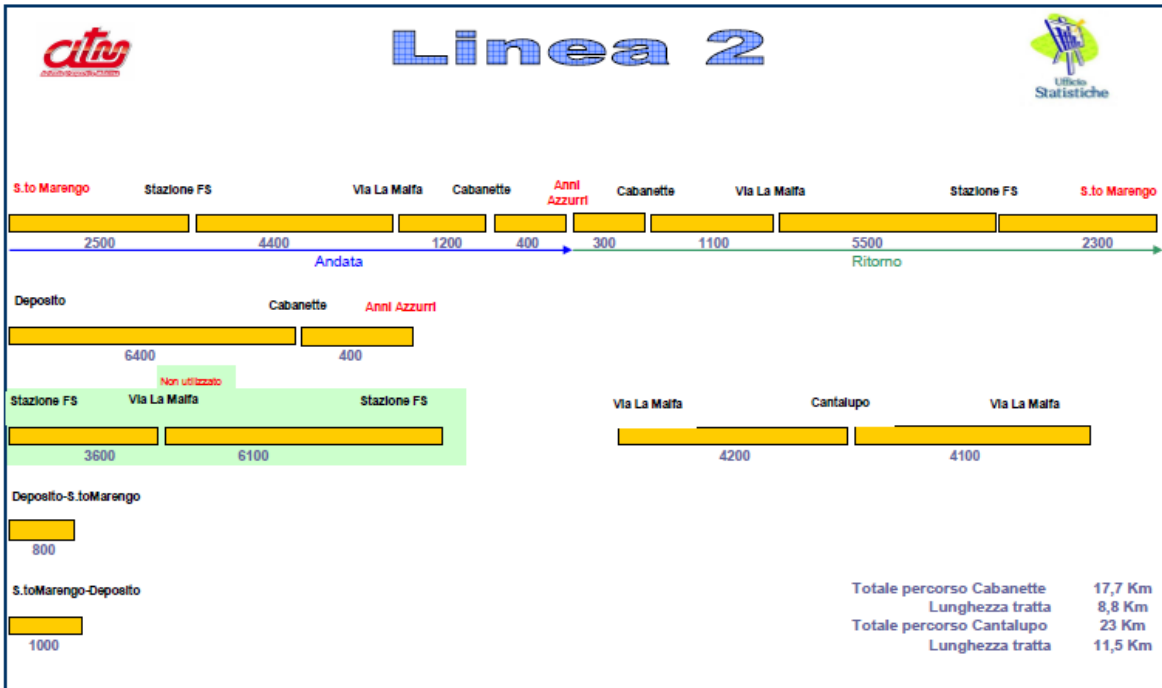 atm
Linea 2
Ufficio
Statistiche
S.to Marengo Stazione FS Via La Malfa Cabanette Anni Azzurri Cabanette Via La Malfa Stazione FS S.to Marengo
2500 4400 1200 400 300 1100 5500 2300
Andata Ritorno
Deposito Cabanette Anni Azzurri
6400 400
Non utilizzato
Stazione FS Via La Malfa Stazione FS Via La Malfa Cantalupo Via La Malfa
3600 6100 4200 4100
Deposito-S.toMarengo
800
S.toMarengo-Deposito
1000
Totale percorso Cabanette 17,7 Km
Lunghezza tratta 8,8 Km
Totale percorso Cantalupo 23 Km
Lunghezza tratta 11,5 Km